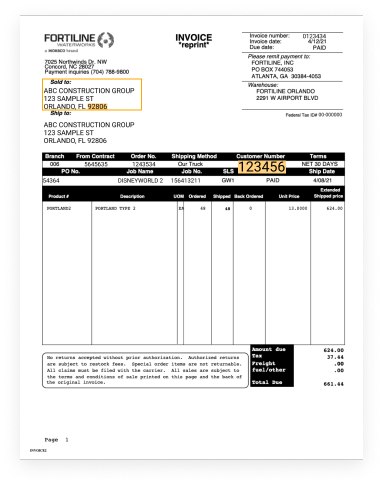 FORTILINE
WATERWORKS
a MORSCO brand
INVOICE
"reprint"
Invoice number: D123434
Invoice date: 4/12/21
Due date: PAID
7025 Northwinds Dr. NW
Concord, NC 28027
Payment inquiries (704) 788-9800
Please remit payment to:
FORTILINE, INC
PO BOX 744053
ATLANTA, GA 30384-4053
Sold to:
ABC CONSTRUCTION GROUP
123 SAMPLE ST
ORLANDO, FL 92806
Warehouse:
FORTILINE ORLANDO
2291 W AIRPORT BLVD
Ship to:
ABC CONSTRUCTION GROUP
123 SAMPLE ST
ORLANDO, FL 92806
Federal Tax ID# 00-000000
Branch From Contract Order No. Shipping Method Customer Number Terms
006 5645635 1243534 Our Truck 123456 NET 30 DAYS
PO No. Job Name Job No. SLS Ship Date
54364 DISNEYWORLD 2 156413211 GW1 PAID 4/08/21
Product # Description UOM Ordered Shipped Back Ordered Unit Price Extended Shipped price
PORTLAND2 PORTLAND TYPE 2 EA 48 48 0 13.0000 624.00
No returns accepted without prior authorization. Authorized returns
are subject to restock fees. Special order items are not returnable.
All claims must be filed with the carrier. All sales are subject to
the terms and conditions of sale printed on this page and the back of
the original invoice.
Amount due 624.00
Tax 37.44
Freight .00
fuel/other .00
Total Due 661.44
Page 1